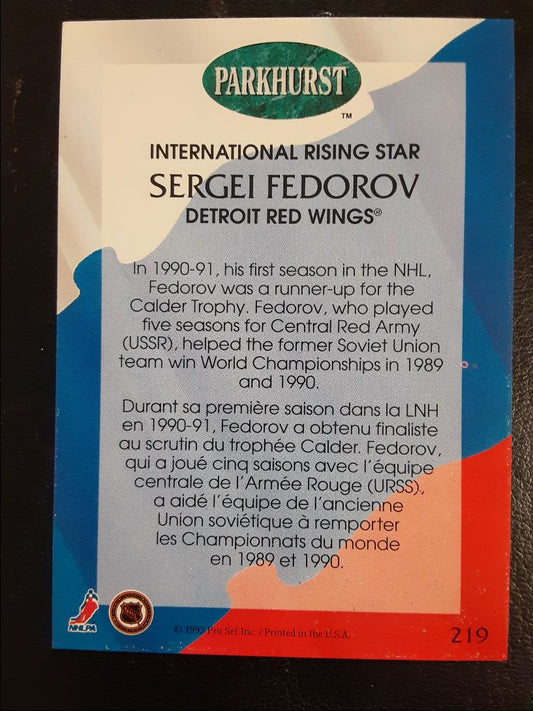 PARKHURST
™
INTERNATIONAL RISING STAR
SERGEI FEDOROV
DETROIT RED WINGS®
In 1990-91, his first season in the NHL,
Fedorov was a runner-up for the
Calder Trophy. Fedorov, who played
five seasons for Central Red Army
(USSR), helped the former Soviet Union
team win World Championships in 1989
and 1990.
Durant sa première saison dans la LNH
en 1990-91, Fedorov a obtenu finaliste
au scrutin du trophée Calder. Fedorov,
qui a joué cinq saisons avec l'équipe
centrale de l'Armée Rouge (URSS),
a aidé l'équipe de l'ancienne
Union soviétique à remporter
les Championnats du monde
en 1989 et 1990.
NHLPA
NHL
© 1993 Pro Set Inc. / Printed in the U.S.A.
219